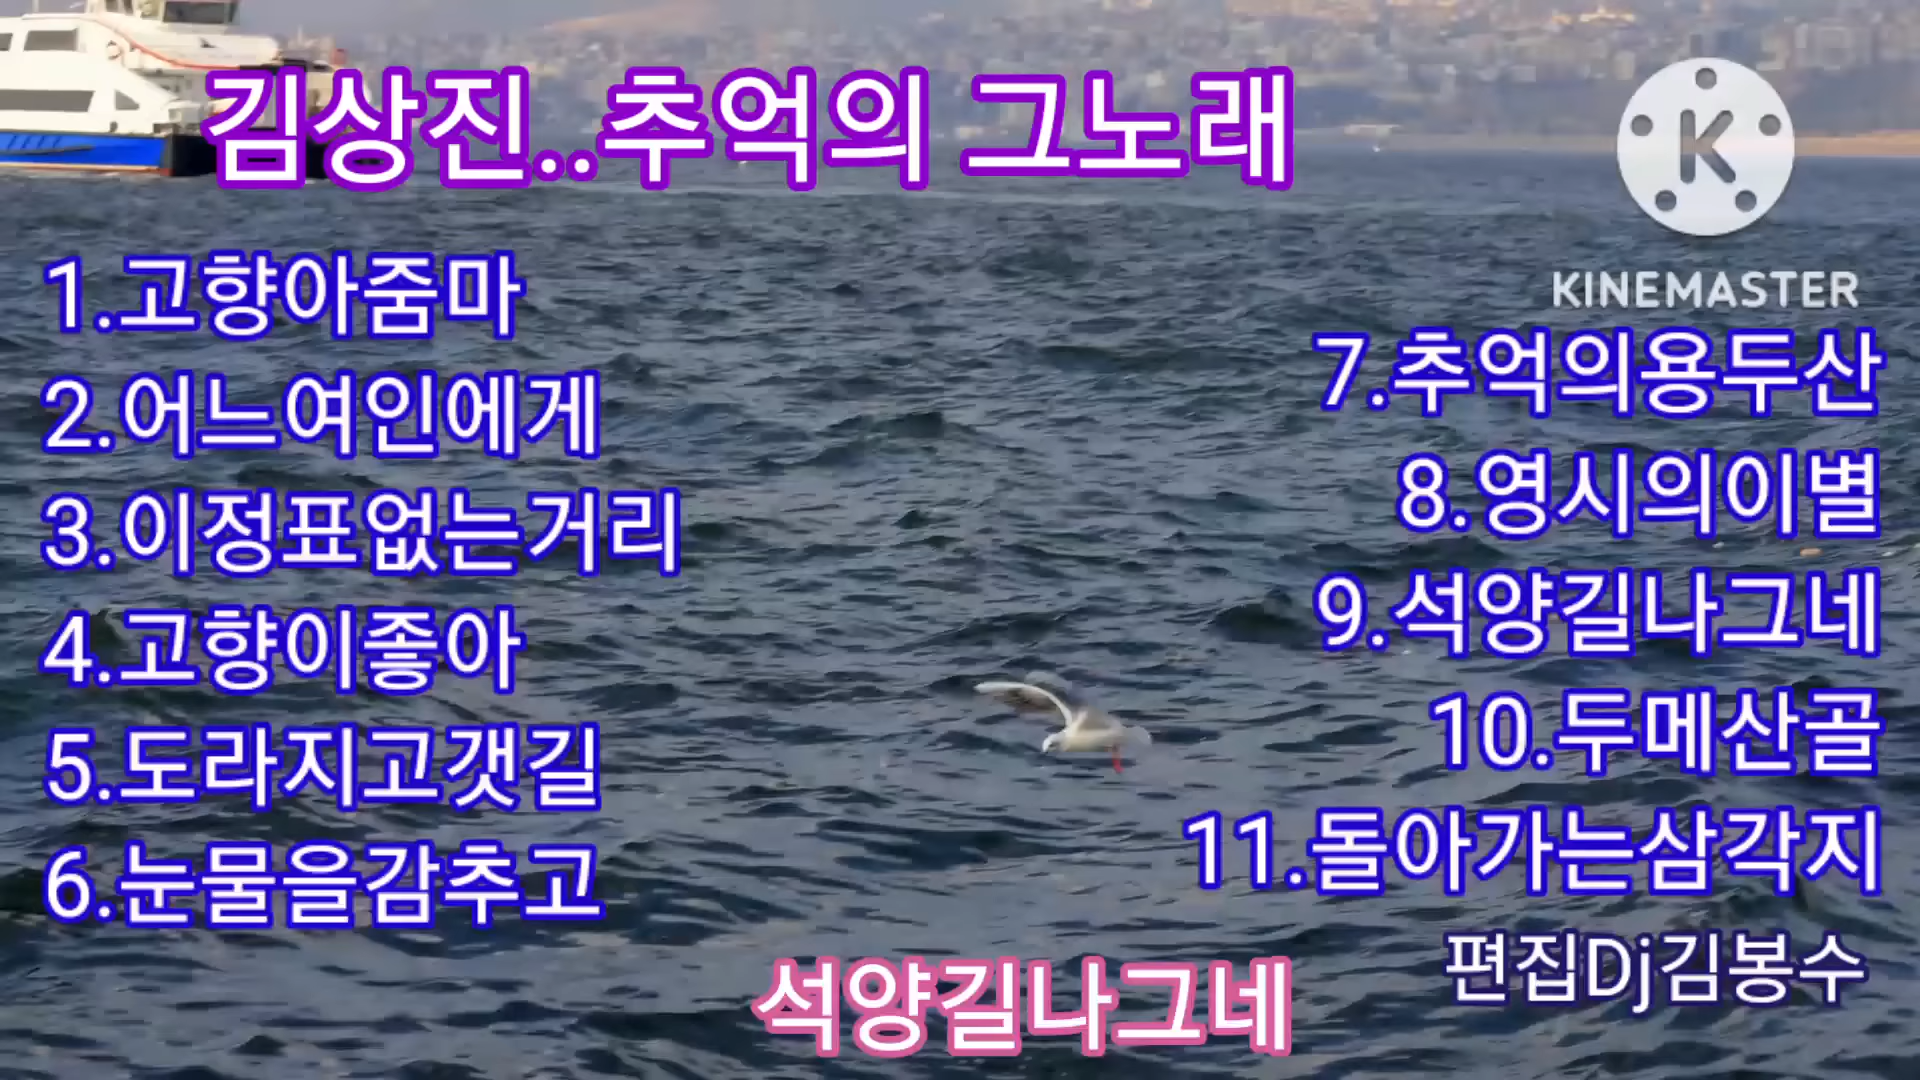 김상진..추억의 그노래
KINEMASTER
1.고향아줌마
2.어느여인에게
3.이정표없는거리
4.고향이좋아
5.도라지고갯길
6.눈물을감추고
7.추억의용두산
8.영시의이별
9.석양길나그네
10.두메산골
11.돌아가는삼각지
편집Dj김봉수
석양길나그네